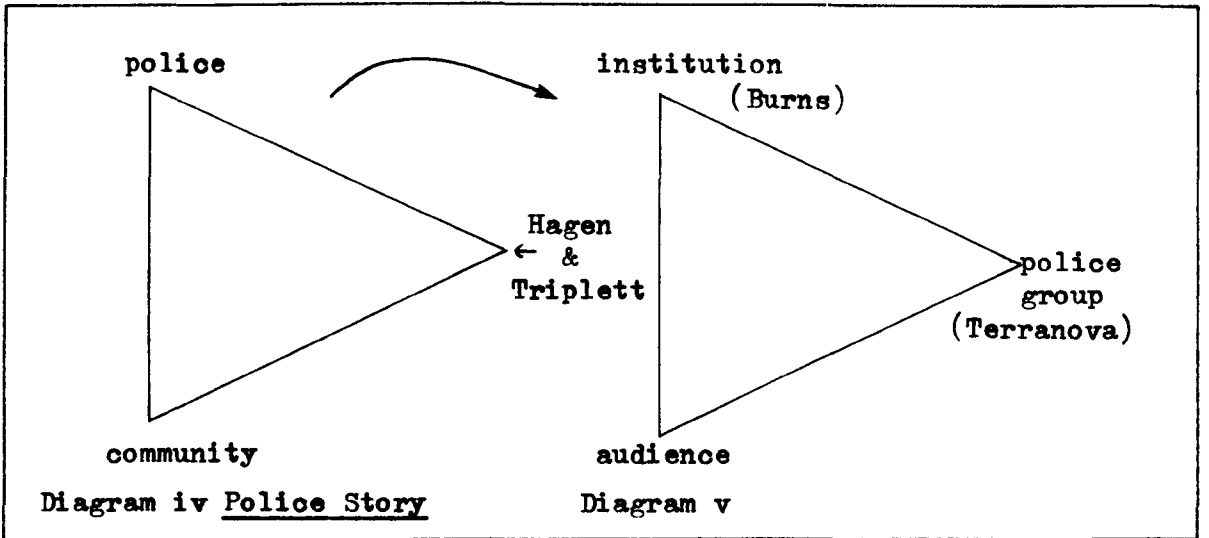 police
institution
(Burns)
Hagen
← &
Triplett
police
group
(Terranova)
community
audience
Diagram iv Police Story
Diagram v